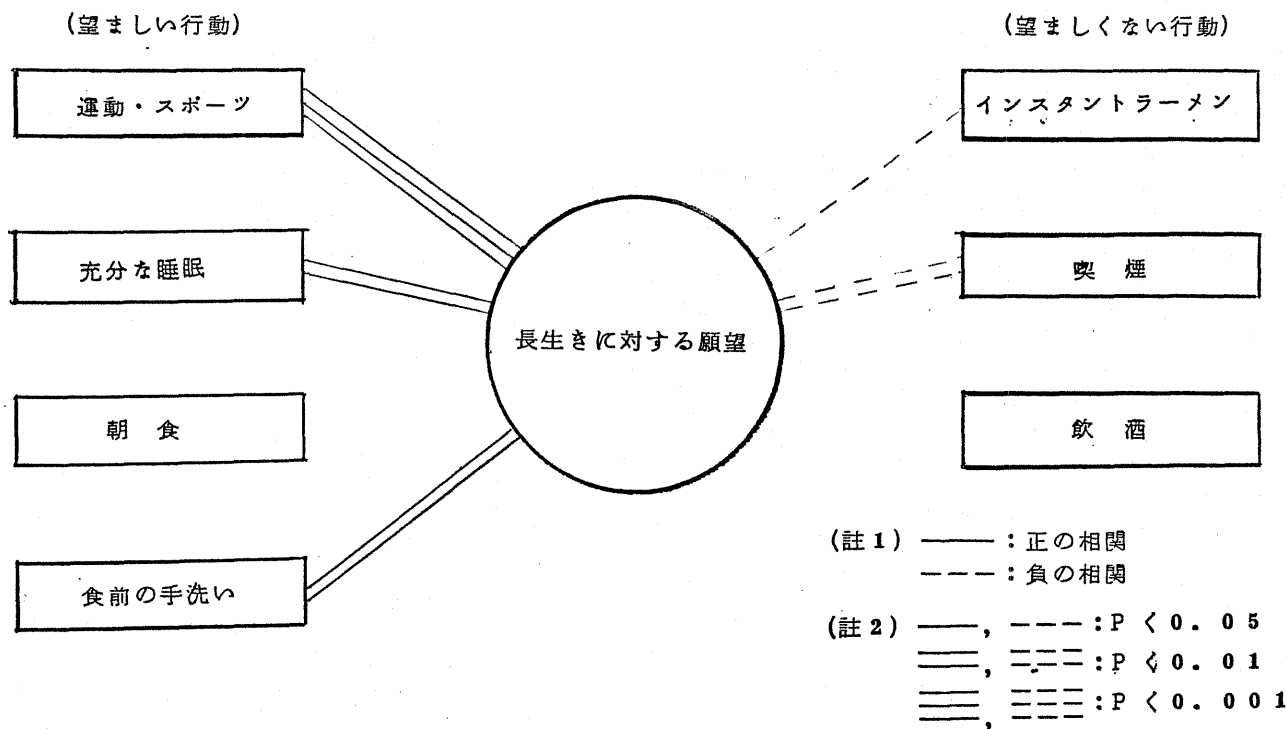 (望ましい行動)
(望ましくない行動)
運動・スポーツ
インスタントラーメン
充分な睡眠
喫煙
長生きに対する願望
朝食
飲酒
食前の手洗い
(註1) ――― : 正の相関
--- : 負の相関
(註2) ―――, --- : P < 0.05
, : P < 0.01
, : P < 0.001